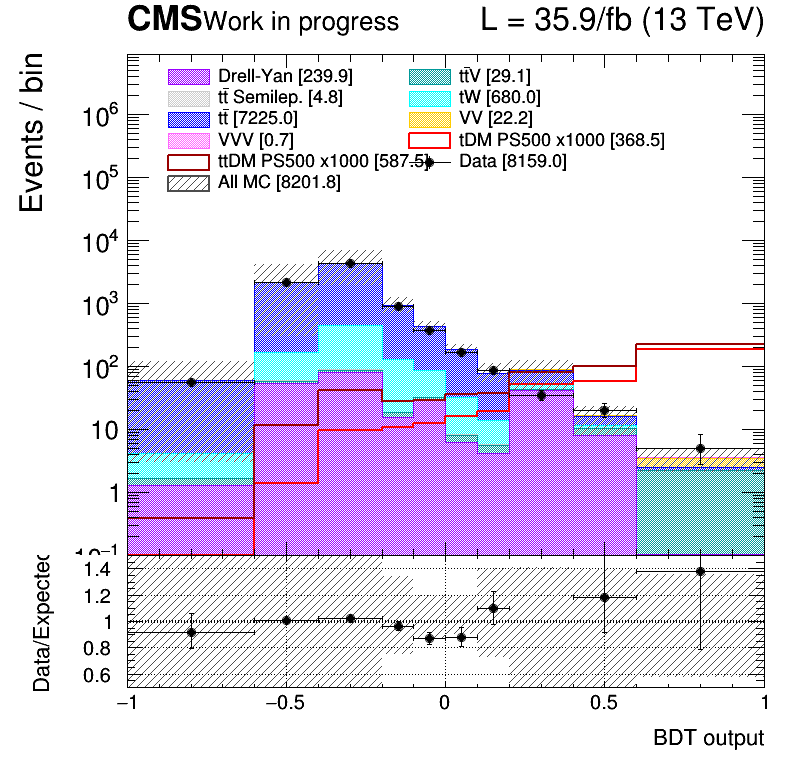 CMS Work in progress L = 35.9/fb (13 TeV)
Events / bin
Drell-Yan [239.9] tt̄V [29.1]
tt̄ Semilep. [4.8] tW [680.0]
tt̄ [7225.0] VV [22.2]
VVV [0.7] tDM PS500 x1000 [368.5]
ttDM PS500 x1000 [587.5] Data [8159.0]
All MC [8201.8]
10⁶
10⁵
10⁴
10³
10²
10
1
10⁻¹
Data/Expected
1.4
1.2
1
0.8
0.6
−1 −0.5 0 0.5 1
BDT output